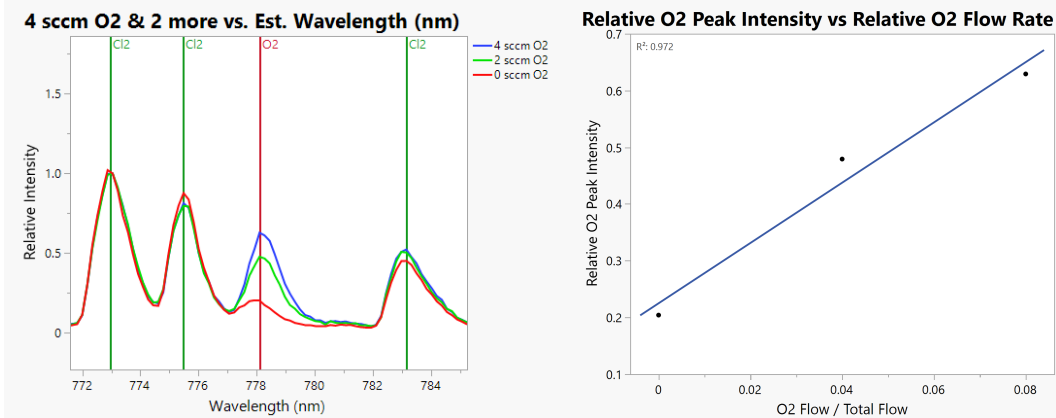 4 sccm O2 & 2 more vs. Est. Wavelength (nm)
Cl2
Cl2
O2
Cl2
4 sccm O2
2 sccm O2
0 sccm O2
1.5
1.0
0.5
0
Relative Intensity
772
774
776
778
780
782
784
Wavelength (nm)
Relative O2 Peak Intensity vs Relative O2 Flow Rate
R²: 0.972
0.7
0.6
0.5
0.4
0.3
0.2
0.1
Relative O2 Peak Intensity
0
0.02
0.04
0.06
0.08
O2 Flow / Total Flow